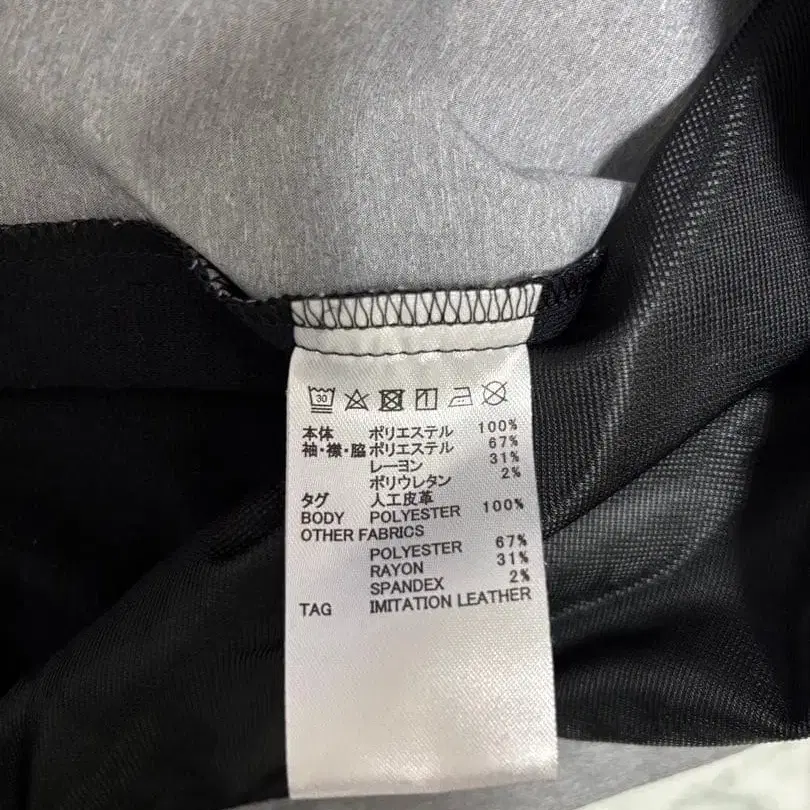 30
本体 ポリエステル 100%
袖・襟・脇 ポリエステル 67%
レーヨン 31%
ポリウレタン 2%
タグ 人工皮革
BODY POLYESTER 100%
OTHER FABRICS
POLYESTER 67%
RAYON 31%
SPANDEX 2%
TAG IMITATION LEATHER